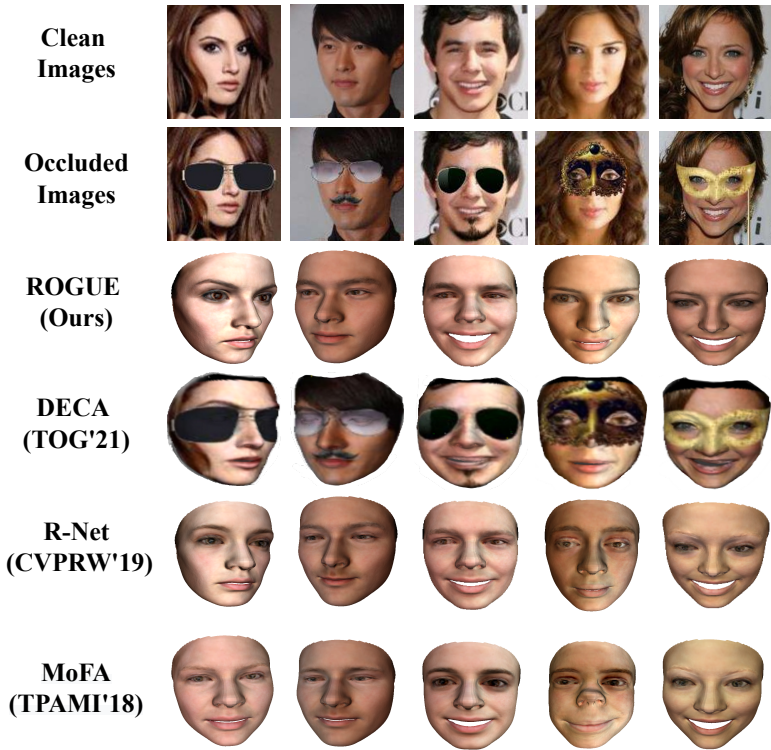 Clean
Images
Occluded
Images
ROGUE
(Ours)
DECA
(TOG'21)
R-Net
(CVPRW'19)
MoFA
(TPAMI'18)